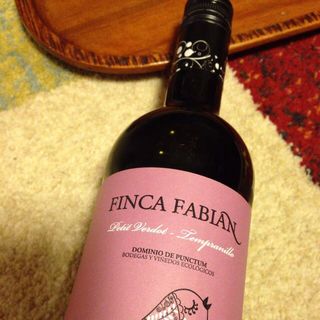 FINCA FABIÁN
Petit Verdot - Tempranillo
DOMINIO DE PUNCTUM
BODEGAS Y VIÑEDOS ECOLÓGICOS